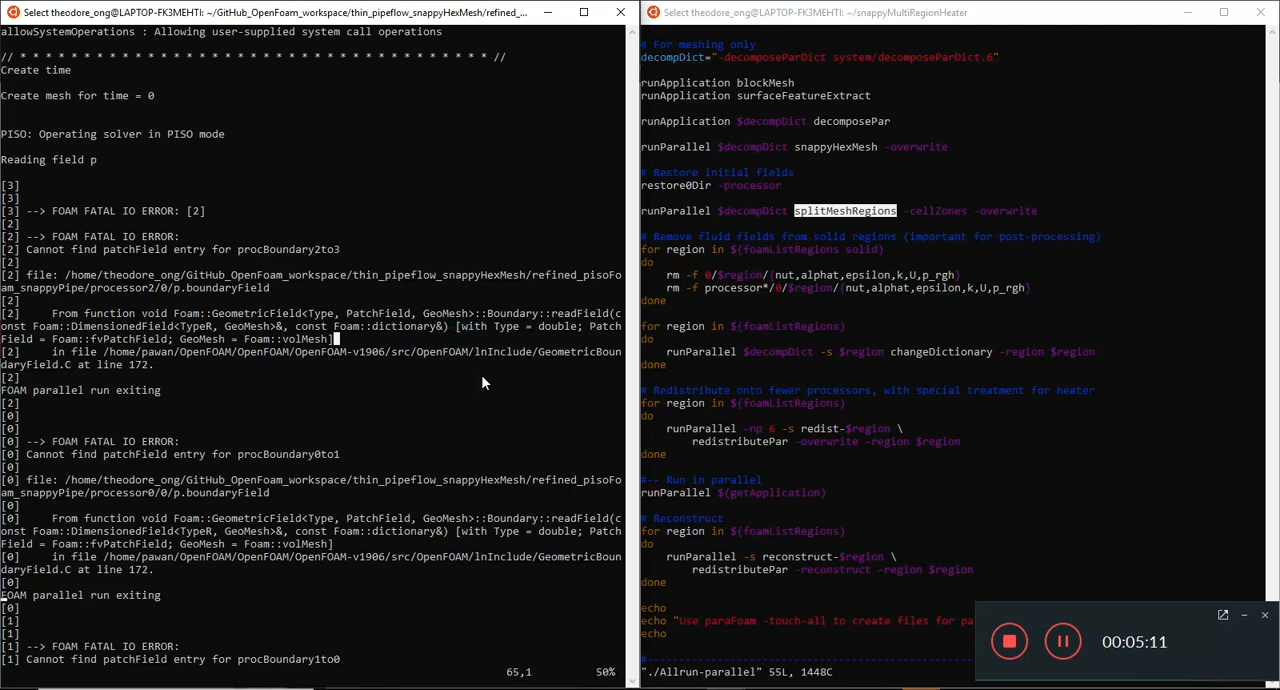 Select theodore_ong@LAPTOP-FK3MEHTI: ~/GitHub_OpenFoam_workspace/thin_pipeflow_snappyHexMesh/refined_...
allowSystemOperations : Allowing user-supplied system call operations
// * * * * * * * * * * * * * * * * * * * * * * * * * * * * * * * * * * * * * //
Create time
Create mesh for time = 0
PISO: Operating solver in PISO mode
Reading field p
[3]
[3]
[3] --> FOAM FATAL IO ERROR: [2]
[2]
[2] --> FOAM FATAL IO ERROR:
[2] Cannot find patchField entry for procBoundary2to3
[2]
[2] file: /home/theodore_ong/GitHub_OpenFoam_workspace/thin_pipeflow_snappyHexMesh/refined_pisoFo
am_snappyPipe/processor2/0/p.boundaryField
[2]
[2]     From function void Foam::GeometricField<Type, PatchField, GeoMesh>::Boundary::readField(c
onst Foam::DimensionedField<TypeR, GeoMesh>&, const Foam::dictionary&) [with Type = double; Patch
Field = Foam::fvPatchField; GeoMesh = Foam::volMesh]
[2]     in file /home/pawan/OpenFOAM/OpenFOAM/OpenFOAM-v1906/src/OpenFOAM/lnInclude/GeometricBoun
daryField.C at line 172.
[2]
FOAM parallel run exiting
[2]
[0]
[0]
[0] --> FOAM FATAL IO ERROR:
[0] Cannot find patchField entry for procBoundary0to1
[0]
[0] file: /home/theodore_ong/GitHub_OpenFoam_workspace/thin_pipeflow_snappyHexMesh/refined_pisoFo
am_snappyPipe/processor0/0/p.boundaryField
[0]
[0]     From function void Foam::GeometricField<Type, PatchField, GeoMesh>::Boundary::readField(c
onst Foam::DimensionedField<TypeR, GeoMesh>&, const Foam::dictionary&) [with Type = double; Patch
Field = Foam::fvPatchField; GeoMesh = Foam::volMesh]
[0]     in file /home/pawan/OpenFOAM/OpenFOAM/OpenFOAM-v1906/src/OpenFOAM/lnInclude/GeometricBoun
daryField.C at line 172.
[0]
FOAM parallel run exiting
[0]
[1]
[1]
[1] --> FOAM FATAL IO ERROR:
[1] Cannot find patchField entry for procBoundary1to0
65,1 50%
Select theodore_ong@LAPTOP-FK3MEHTI: ~/snappyMultiRegionHeater
# For meshing only
decompDict="-decomposeParDict system/decomposeParDict.6"
runApplication blockMesh
runApplication surfaceFeatureExtract
runApplication $decompDict decomposePar
runParallel $decompDict snappyHexMesh -overwrite
# Restore initial fields
restore0Dir -processor
runParallel $decompDict splitMeshRegions -cellZones -overwrite
# Remove fluid fields from solid regions (important for post-processing)
for region in $(foamListRegions solid)
do
    rm -f 0/$region/{nut,alphat,epsilon,k,U,p_rgh}
    rm -f processor*/0/$region/{nut,alphat,epsilon,k,U,p_rgh}
done
for region in $(foamListRegions)
do
    runParallel $decompDict -s $region changeDictionary -region $region
done
# Redistribute onto fewer processors, with special treatment for heater
for region in $(foamListRegions)
do
    runParallel -np 6 -s redist-$region \
        redistributePar -overwrite -region $region
done
#-- Run in parallel
runParallel $(getApplication)
# Reconstruct
for region in $(foamListRegions)
do
    runParallel -s reconstruct-$region \
        redistributePar -reconstruct -region $region
done
echo
echo "Use paraFoam -touch-all to create files for pa
echo
#------------------------------------------
"./Allrun-parallel" 55L, 1448C
00:05:11